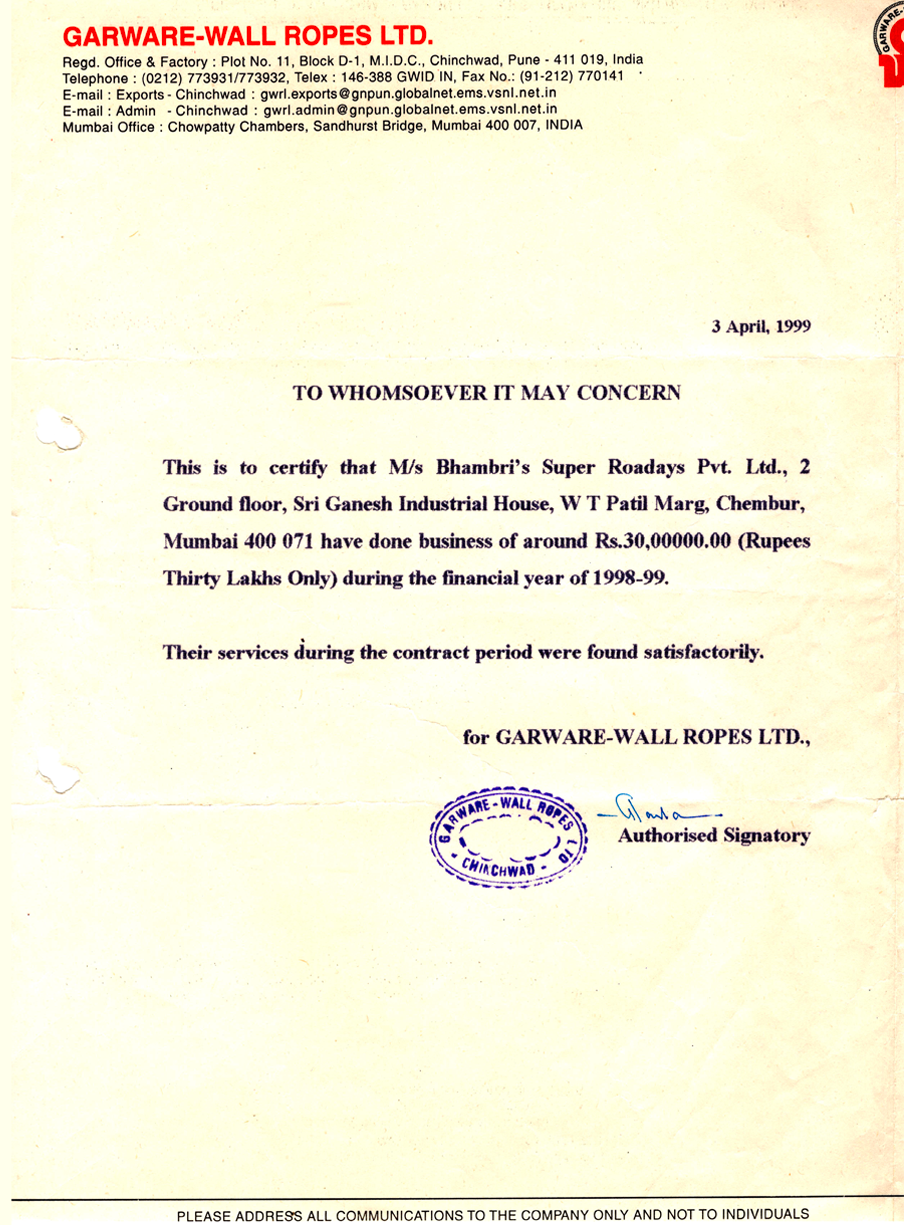 GARWARE-WALL ROPES LTD.
Regd. Office & Factory : Plot No. 11, Block D-1, M.I.D.C., Chinchwad, Pune - 411 019, India
Telephone : (0212) 773931/773932, Telex : 146-388 GWID IN, Fax No.: (91-212) 770141
E-mail : Exports - Chinchwad : gwrl.exports@gnpun.globalnet.ems.vsnl.net.in
E-mail : Admin - Chinchwad : gwrl.admin@gnpun.globalnet.ems.vsnl.net.in
Mumbai Office : Chowpatty Chambers, Sandhurst Bridge, Mumbai 400 007, INDIA
GARWARE-
3 April, 1999
TO WHOMSOEVER IT MAY CONCERN
This is to certify that M/s Bhambri's Super Roadays Pvt. Ltd., 2
Ground floor, Sri Ganesh Industrial House, W T Patil Marg, Chembur,
Mumbai 400 071 have done business of around Rs.30,00000.00 (Rupees
Thirty Lakhs Only) during the financial year of 1998-99.
Their services during the contract period were found satisfactorily.
for GARWARE-WALL ROPES LTD.,
GARWARE-WALL ROPES LTD
- CHINCHWAD -
Authorised Signatory
PLEASE ADDRESS ALL COMMUNICATIONS TO THE COMPANY ONLY AND NOT TO INDIVIDUALS